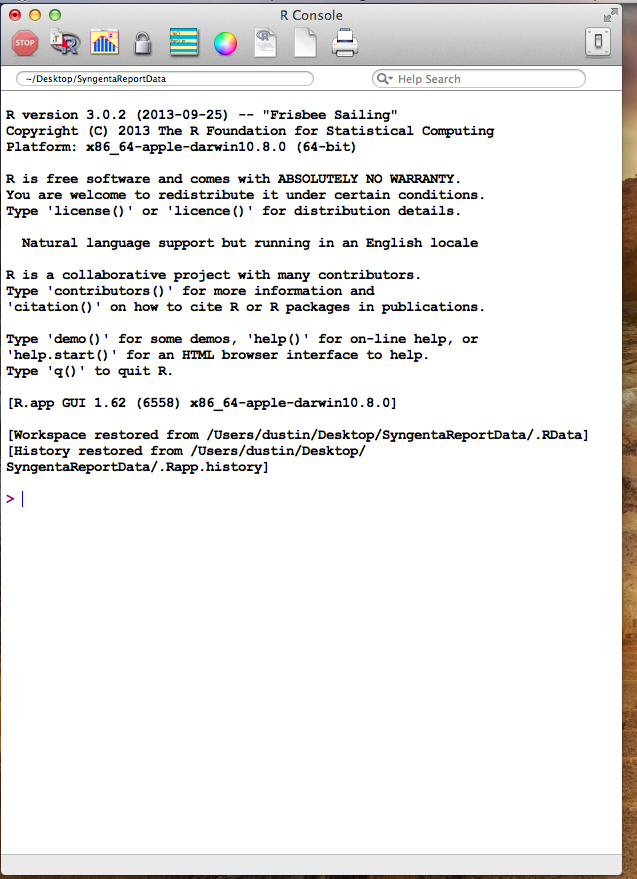 R Console
STOP
R
~/Desktop/SyngentaReportData
Help Search
R version 3.0.2 (2013-09-25) -- "Frisbee Sailing"
Copyright (C) 2013 The R Foundation for Statistical Computing
Platform: x86_64-apple-darwin10.8.0 (64-bit)
R is free software and comes with ABSOLUTELY NO WARRANTY.
You are welcome to redistribute it under certain conditions.
Type 'license()' or 'licence()' for distribution details.
Natural language support but running in an English locale
R is a collaborative project with many contributors.
Type 'contributors()' for more information and
'citation()' on how to cite R or R packages in publications.
Type 'demo()' for some demos, 'help()' for on-line help, or
'help.start()' for an HTML browser interface to help.
Type 'q()' to quit R.
[R.app GUI 1.62 (6558) x86_64-apple-darwin10.8.0]
[Workspace restored from /Users/dustin/Desktop/SyngentaReportData/.RData]
[History restored from /Users/dustin/Desktop/
SyngentaReportData/.Rapp.history]
>